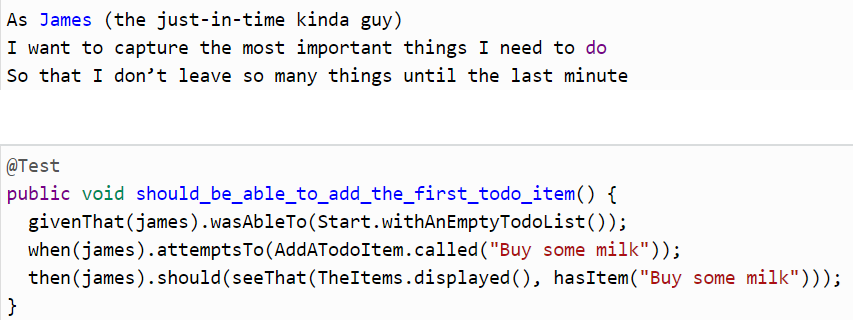 As James (the just-in-time kinda guy)
I want to capture the most important things I need to do
So that I don’t leave so many things until the last minute
@Test
public void should_be_able_to_add_the_first_todo_item() {
  givenThat(james).wasAbleTo(Start.withAnEmptyTodoList());
  when(james).attemptsTo(AddATodoItem.called("Buy some milk"));
  then(james).should(seeThat(TheItems.displayed(), hasItem("Buy some milk")));
}